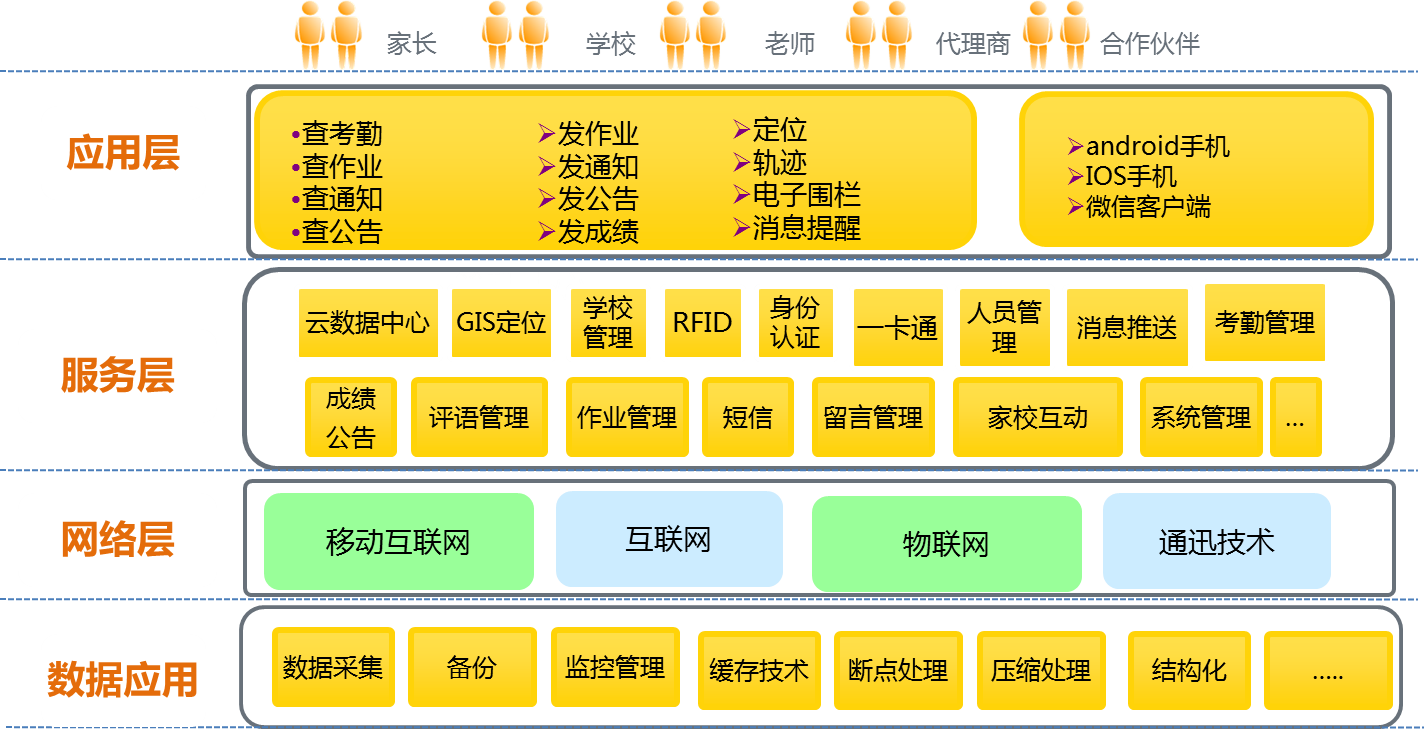 家长 学校 老师 代理商 合作伙伴
应用层
•查考勤
•查作业
•查通知
•查公告
➢发作业
➢发通知
➢发公告
➢发成绩
➢定位
➢轨迹
➢电子围栏
➢消息提醒
➢android手机
➢IOS手机
➢微信客户端
服务层
云数据中心
GIS定位
学校
管理
RFID
身份
认证
一卡通
人员管
理
消息推送
考勤管理
成绩
公告
评语管理
作业管理
短信
留言管理
家校互动
系统管理
...
网络层
移动互联网
互联网
物联网
通迅技术
数据应用
数据采集
备份
监控管理
缓存技术
断点处理
压缩处理
结构化
.....